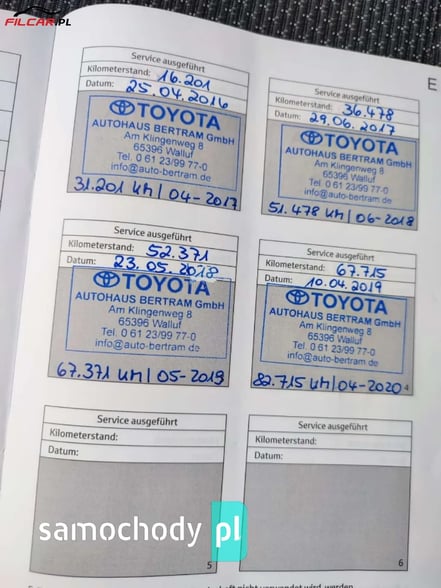 FILCAR.PL
E
Service ausgeführt
Kilometerstand: 16.201
Datum: 25.04.2016
TOYOTA
AUTOHAUS BERTRAM GmbH
Am Klingenweg 8
65396 Walluf
Tel. 0 61 23/99 77-0
info@auto-bertram.de
31.201 km | 04-2017
Service ausgeführt
Kilometerstand: 36.478
Datum: 29.06.2017
TOYOTA
AUTOHAUS BERTRAM GmbH
Am Klingenweg 8
65396 Walluf
Tel. 0 61 23/99 77-0
info@auto-bertram.de
51.478 km | 06-2018
Service ausgeführt
Kilometerstand: 52.371
Datum: 23.05.2018
TOYOTA
AUTOHAUS BERTRAM GmbH
Am Klingenweg 8
65396 Walluf
Tel. 0 61 23/99 77-0
info@auto-bertram.de
67.371 km | 05-2019
Service ausgeführt
Kilometerstand: 67.715
Datum: 10.04.2019
TOYOTA
AUTOHAUS BERTRAM GmbH
Am Klingenweg 8
65396 Walluf
Tel. 0 61 23/99 77-0
info@auto-bertram.de
82.715 km | 04-2020
4
Service ausgeführt
Kilometerstand:
Datum:
5
Service ausgeführt
Kilometerstand:
Datum:
6
samochody pl